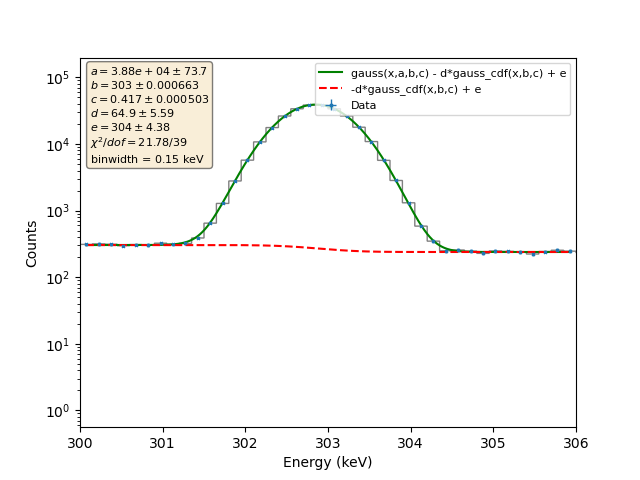 a = 3.88e + 04 ± 73.7
b = 303 ± 0.000663
c = 0.417 ± 0.000503
d = 64.9 ± 5.59
e = 304 ± 4.38
χ²/dof = 21.78/39
binwidth = 0.15 keV
gauss(x,a,b,c) - d*gauss_cdf(x,b,c) + e
-d*gauss_cdf(x,b,c) + e
Data
10⁵
10⁴
10³
10²
10¹
10⁰
Counts
300 301 302 303 304 305 306
Energy (keV)